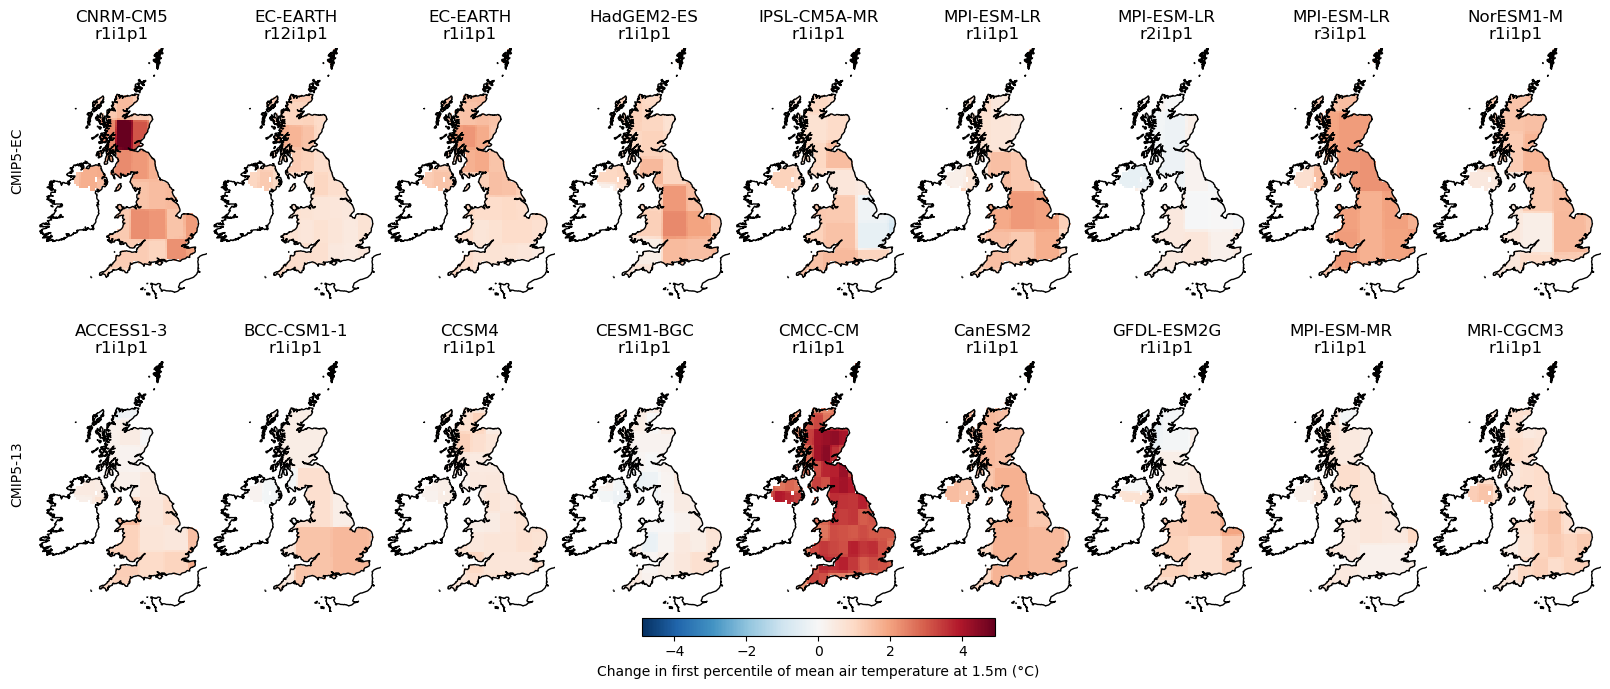 CNRM-CM5 EC-EARTH EC-EARTH HadGEM2-ES IPSL-CM5A-MR MPI-ESM-LR MPI-ESM-LR MPI-ESM-LR NorESM1-M
r1i1p1 r12i1p1 r1i1p1 r1i1p1 r1i1p1 r1i1p1 r2i1p1 r3i1p1 r1i1p1
CMIP5-EC
ACCESS1-3 BCC-CSM1-1 CCSM4 CESM1-BGC CMCC-CM CanESM2 GFDL-ESM2G MPI-ESM-MR MRI-CGCM3
r1i1p1 r1i1p1 r1i1p1 r1i1p1 r1i1p1 r1i1p1 r1i1p1 r1i1p1 r1i1p1
CMIP5-13
−4 −2 0 2 4
Change in first percentile of mean air temperature at 1.5m (°C)